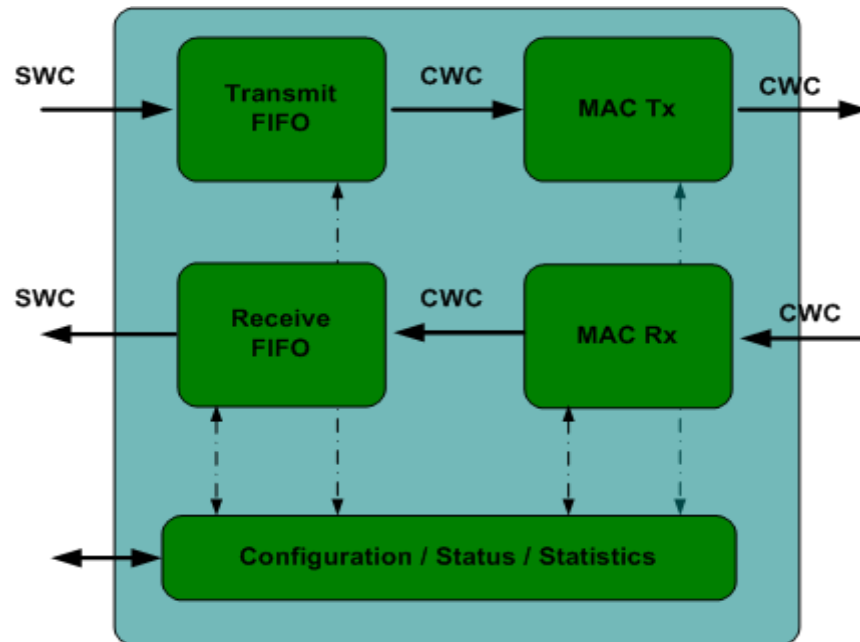 SWC
Transmit
FIFO
CWC
MAC Tx
CWC
SWC
Receive
FIFO
CWC
MAC Rx
CWC
Configuration / Status / Statistics